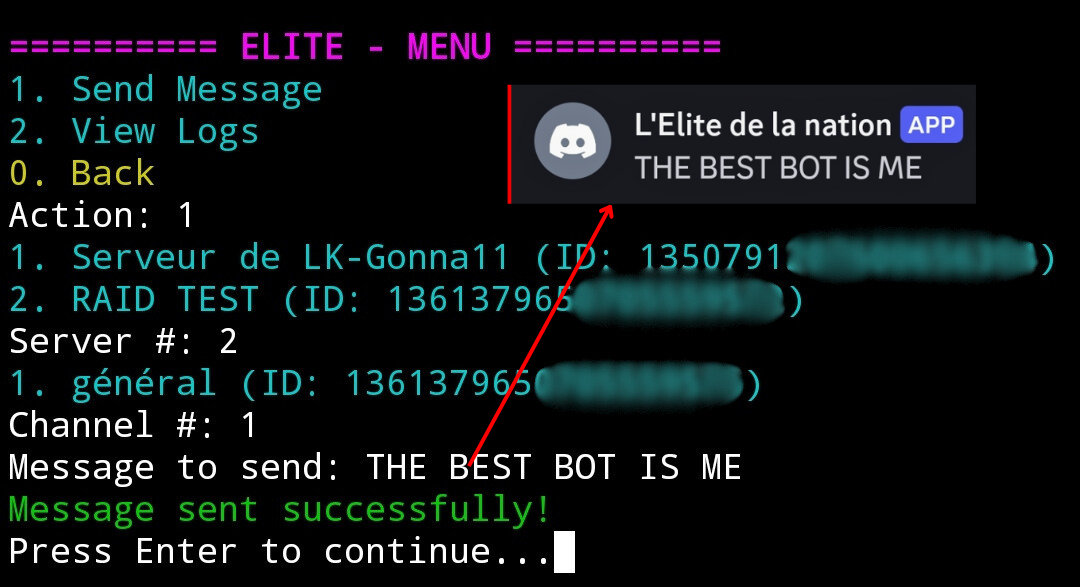 ========== ELITE - MENU ==========
1. Send Message
2. View Logs
0. Back
L'Elite de la nation APP
THE BEST BOT IS ME
Action: 1
1. Serveur de LK-Gonna11 (ID: 1350791)
2. RAID TEST (ID: 136137965)
Server #: 2
1. général (ID: 136137965)
Channel #: 1
Message to send: THE BEST BOT IS ME
Message sent successfully!
Press Enter to continue...